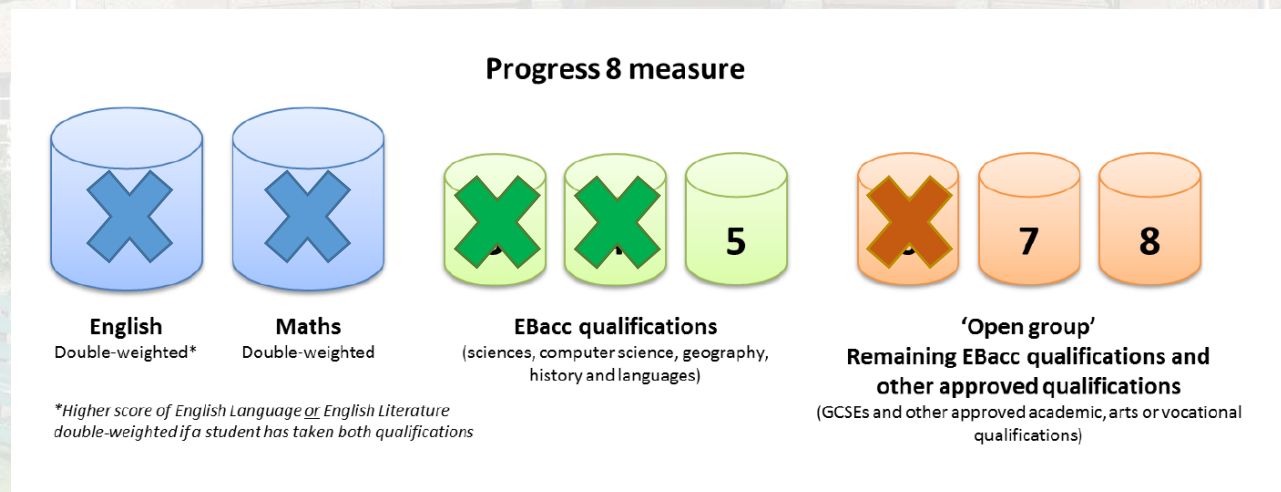 Progress 8 measure
5
7
8
English
Double-weighted*
Maths
Double-weighted
EBacc qualifications
(sciences, computer science, geography,
history and languages)
‘Open group’
Remaining EBacc qualifications and
other approved qualifications
(GCSEs and other approved academic, arts or vocational
qualifications)
*Higher score of English Language or English Literature
double-weighted if a student has taken both qualifications